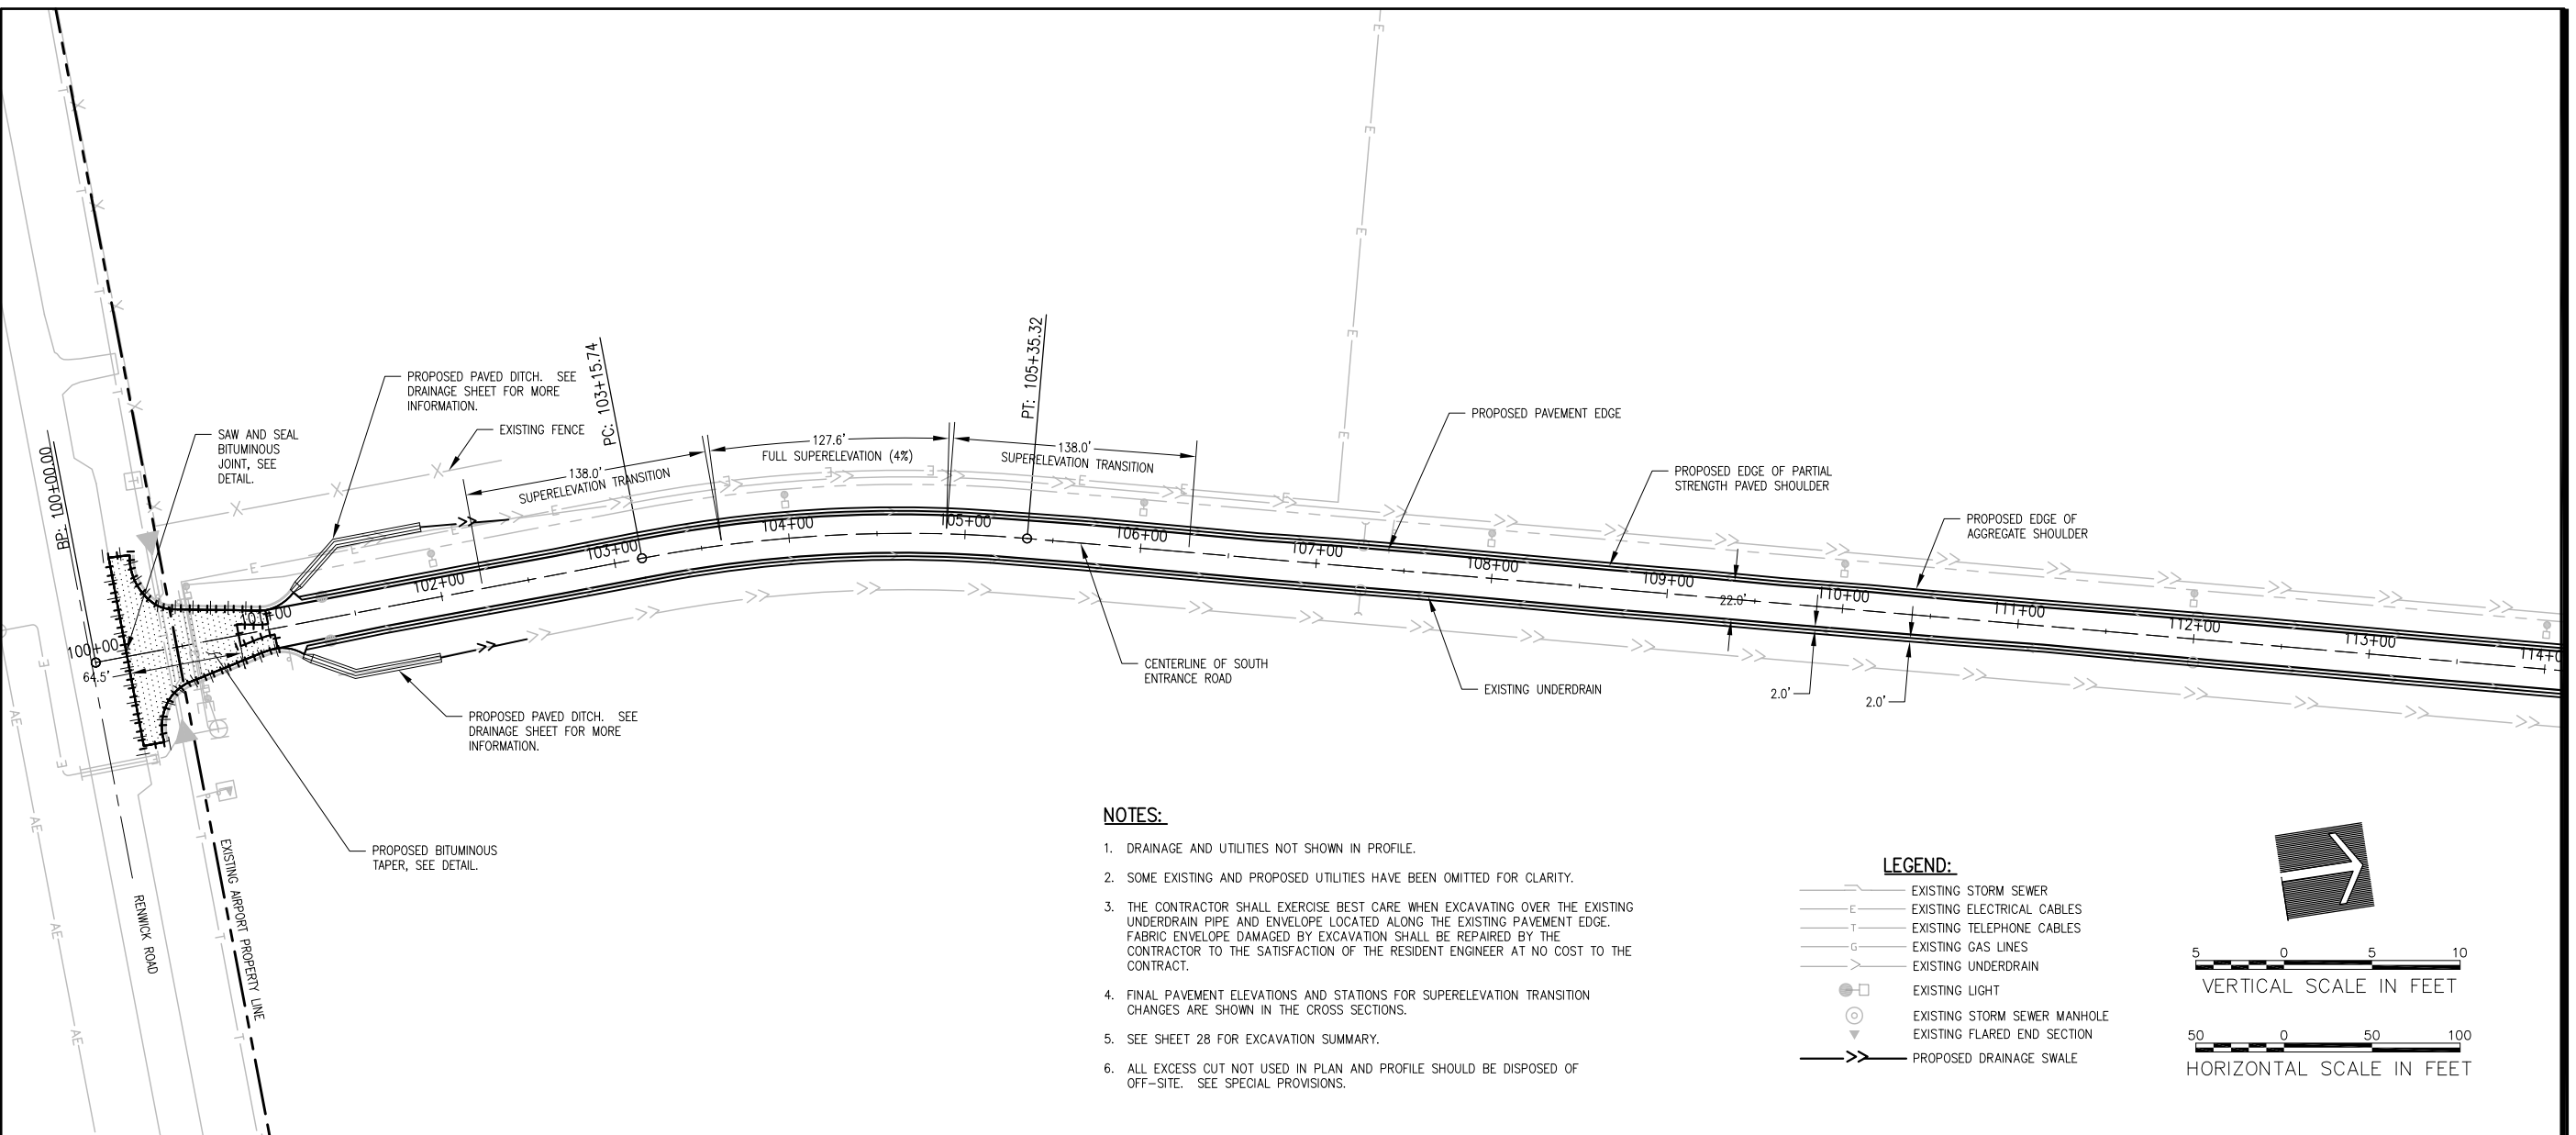 PROPOSED PAVED DITCH. SEE
DRAINAGE SHEET FOR MORE
INFORMATION.
SAW AND SEAL
BITUMINOUS
JOINT, SEE
DETAIL.
EXISTING FENCE
BP: 100+00.00
PC: 103+15.74
PT: 105+35.32
138.0'
SUPERELEVATION TRANSITION
127.6'
FULL SUPERELEVATION (4%)
138.0'
SUPERELEVATION TRANSITION
PROPOSED PAVEMENT EDGE
PROPOSED EDGE OF PARTIAL
STRENGTH PAVED SHOULDER
PROPOSED EDGE OF
AGGREGATE SHOULDER
100+00
101+00
102+00
103+00
104+00
105+00
106+00
107+00
108+00
109+00
110+00
111+00
112+00
113+00
114+0
64.5'
22.0'
2.0'
2.0'
CENTERLINE OF SOUTH
ENTRANCE ROAD
EXISTING UNDERDRAIN
PROPOSED PAVED DITCH. SEE
DRAINAGE SHEET FOR MORE
INFORMATION.
PROPOSED BITUMINOUS
TAPER, SEE DETAIL.
RENWICK ROAD
EXISTING AIRPORT PROPERTY LINE
NOTES:
1. DRAINAGE AND UTILITIES NOT SHOWN IN PROFILE.
2. SOME EXISTING AND PROPOSED UTILITIES HAVE BEEN OMITTED FOR CLARITY.
3. THE CONTRACTOR SHALL EXERCISE BEST CARE WHEN EXCAVATING OVER THE EXISTING
UNDERDRAIN PIPE AND ENVELOPE LOCATED ALONG THE EXISTING PAVEMENT EDGE.
FABRIC ENVELOPE DAMAGED BY EXCAVATION SHALL BE REPAIRED BY THE
CONTRACTOR TO THE SATISFACTION OF THE RESIDENT ENGINEER AT NO COST TO THE
CONTRACT.
4. FINAL PAVEMENT ELEVATIONS AND STATIONS FOR SUPERELEVATION TRANSITION
CHANGES ARE SHOWN IN THE CROSS SECTIONS.
5. SEE SHEET 28 FOR EXCAVATION SUMMARY.
6. ALL EXCESS CUT NOT USED IN PLAN AND PROFILE SHOULD BE DISPOSED OF
OFF-SITE. SEE SPECIAL PROVISIONS.
LEGEND:
EXISTING STORM SEWER
E EXISTING ELECTRICAL CABLES
T EXISTING TELEPHONE CABLES
G EXISTING GAS LINES
EXISTING UNDERDRAIN
EXISTING LIGHT
EXISTING STORM SEWER MANHOLE
EXISTING FLARED END SECTION
PROPOSED DRAINAGE SWALE
5 0 5 10
VERTICAL SCALE IN FEET
50 0 50 100
HORIZONTAL SCALE IN FEET